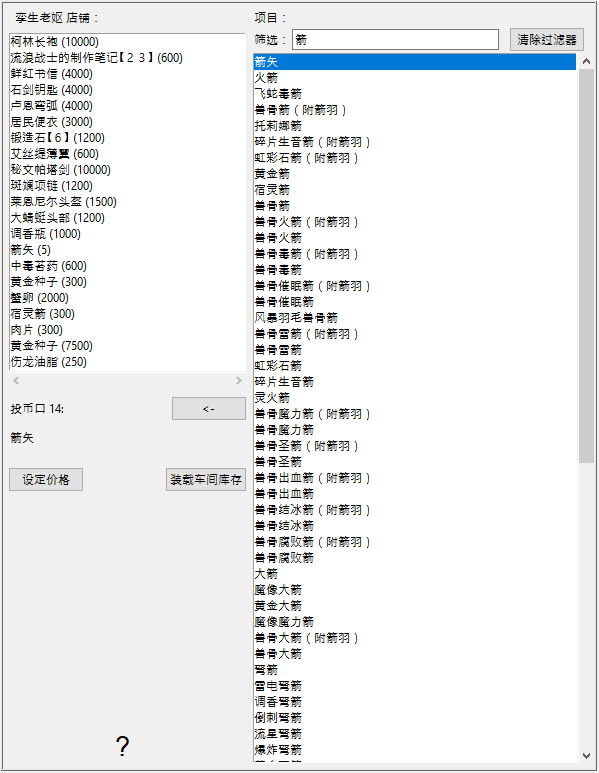 孪生老妪 店铺：
柯林长袍 (10000)
流浪战士的制作笔记【２３】(600)
鲜红书信 (4000)
石剑钥匙 (4000)
卢恩弯弧 (4000)
居民便衣 (3000)
锻造石【６】(1200)
艾丝缇薄翼 (600)
秘文帕塔剑 (10000)
斑斓项链 (1200)
莱恩尼尔头盔 (1500)
大蜻蜓头部 (1200)
调香瓶 (1000)
箭矢 (5)
中毒苔药 (600)
黄金种子 (300)
蟹卵 (2000)
宿灵箭 (300)
肉片 (300)
黄金种子 (7500)
伤龙油脂 (250)
投币口 14:
<-
箭矢
设定价格
装载车间库存
?
项目：
筛选：
箭
清除过滤器
箭矢
火箭
飞蛇毒箭
兽骨箭（附箭羽）
托莉娜箭
碎片生音箭（附箭羽）
虹彩石箭（附箭羽）
黄金箭
宿灵箭
兽骨箭
兽骨火箭（附箭羽）
兽骨火箭
兽骨毒箭（附箭羽）
兽骨毒箭
兽骨催眠箭（附箭羽）
兽骨催眠箭
风暴羽毛兽骨箭
兽骨雷箭（附箭羽）
兽骨雷箭
虹彩石箭
碎片生音箭
灵火箭
兽骨魔力箭（附箭羽）
兽骨魔力箭
兽骨圣箭（附箭羽）
兽骨圣箭
兽骨出血箭（附箭羽）
兽骨出血箭
兽骨结冰箭（附箭羽）
兽骨结冰箭
兽骨腐败箭（附箭羽）
兽骨腐败箭
大箭
魔像大箭
黄金大箭
魔像魔力箭
兽骨大箭（附箭羽）
兽骨大箭
弩箭
雷电弩箭
调香弩箭
倒刺弩箭
流星弩箭
爆炸弩箭